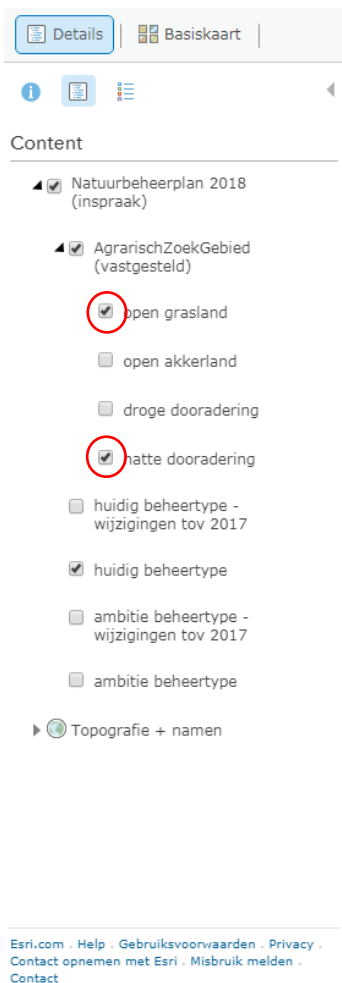 Details
Basiskaart
Content
Natuurbeheerplan 2018
(inspraak)
AgrarischZoekGebied
(vastgesteld)
open grasland
open akkerland
droge dooradering
natte dooradering
huidig beheertype -
wijzigingen tov 2017
huidig beheertype
ambitie beheertype -
wijzigingen tov 2017
ambitie beheertype
Topografie + namen
Esri.com . Help . Gebruiksvoorwaarden . Privacy .
Contact opnemen met Esri . Misbruik melden .
Contact